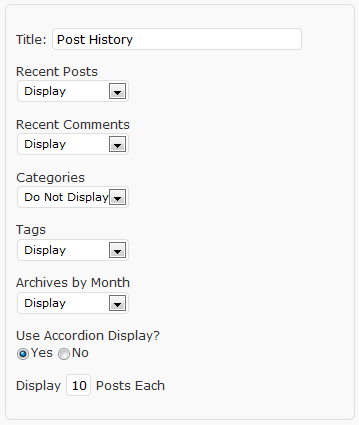 Title: Post History
Recent Posts
Display
Recent Comments
Display
Categories
Do Not Display
Tags
Display
Archives by Month
Display
Use Accordion Display?
Yes No
Display 10 Posts Each